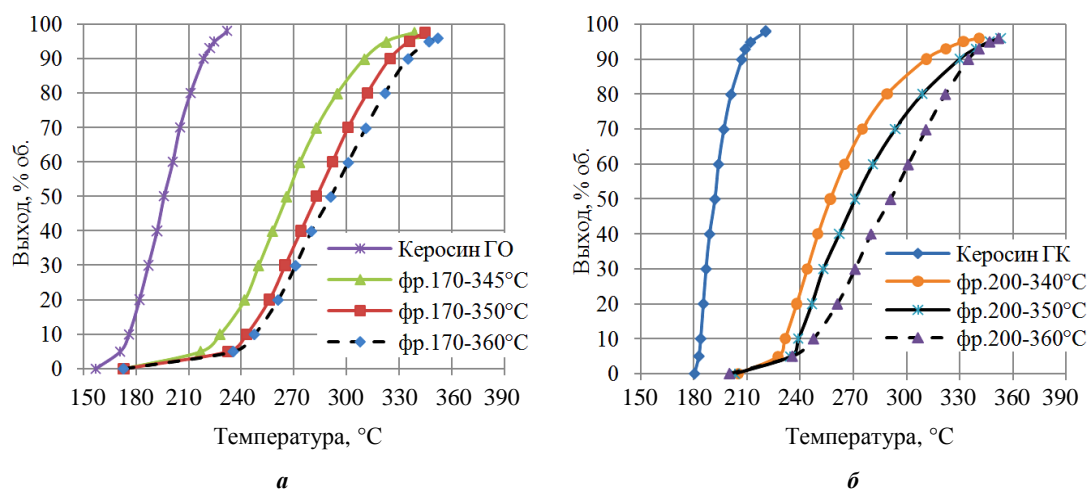 100
90
80
70
60
50
40
30
20
10
0
Выход, % об.
Керосин ГО
фр.170-345°С
фр.170-350°С
фр.170-360°С
150 180 210 240 270 300 330 360 390
Температура, °С
а
100
90
80
70
60
50
40
30
20
10
0
Выход, % об.
Керосин ГК
фр.200-340°С
фр.200-350°С
фр.200-360°С
150 180 210 240 270 300 330 360 390
Температура, °С
б